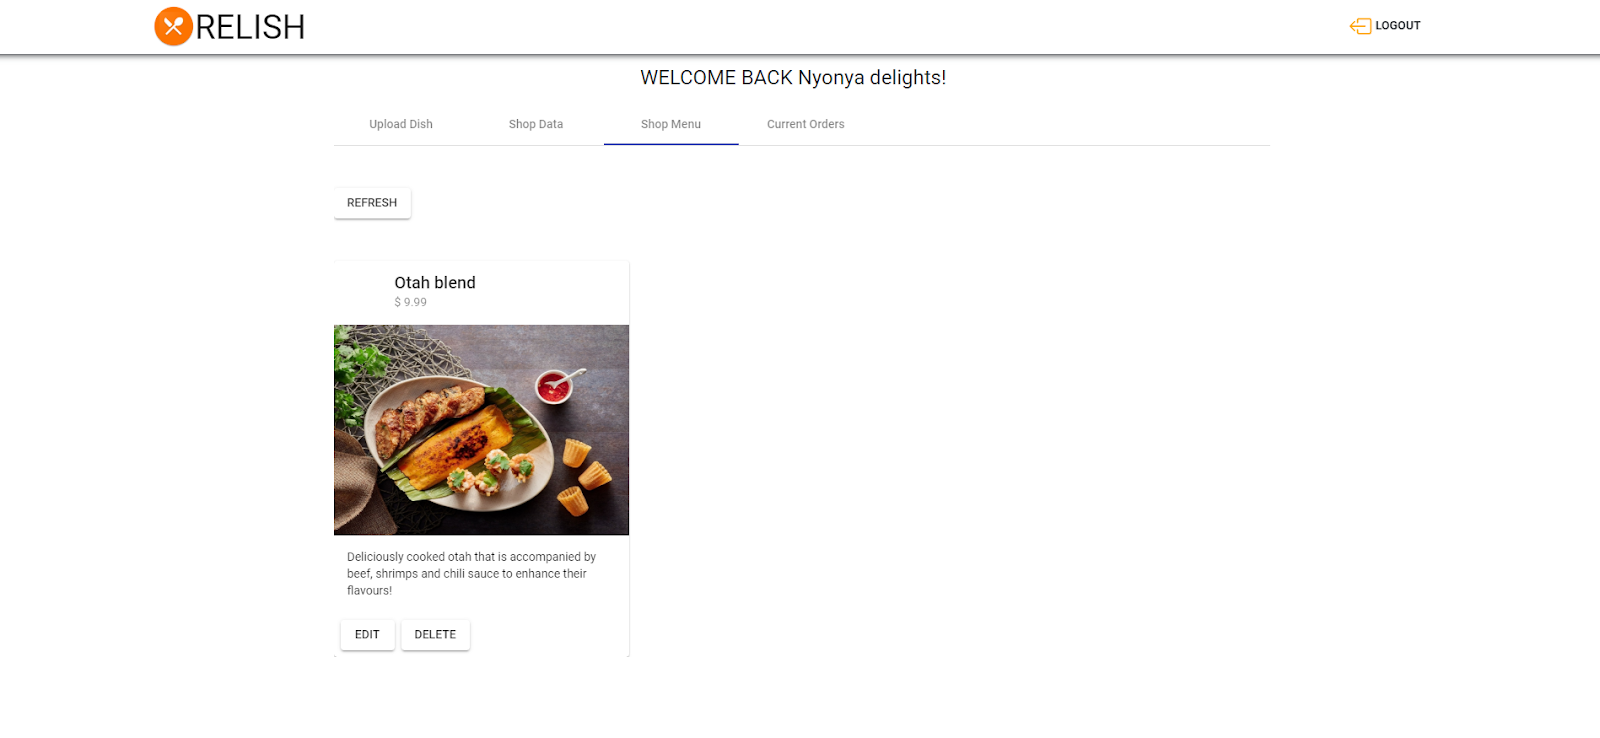 RELISH
LOGOUT
WELCOME BACK Nyonya delights!
Upload Dish
Shop Data
Shop Menu
Current Orders
REFRESH
Otah blend
$ 9.99
Deliciously cooked otah that is accompanied by
beef, shrimps and chili sauce to enhance their
flavours!
EDIT
DELETE